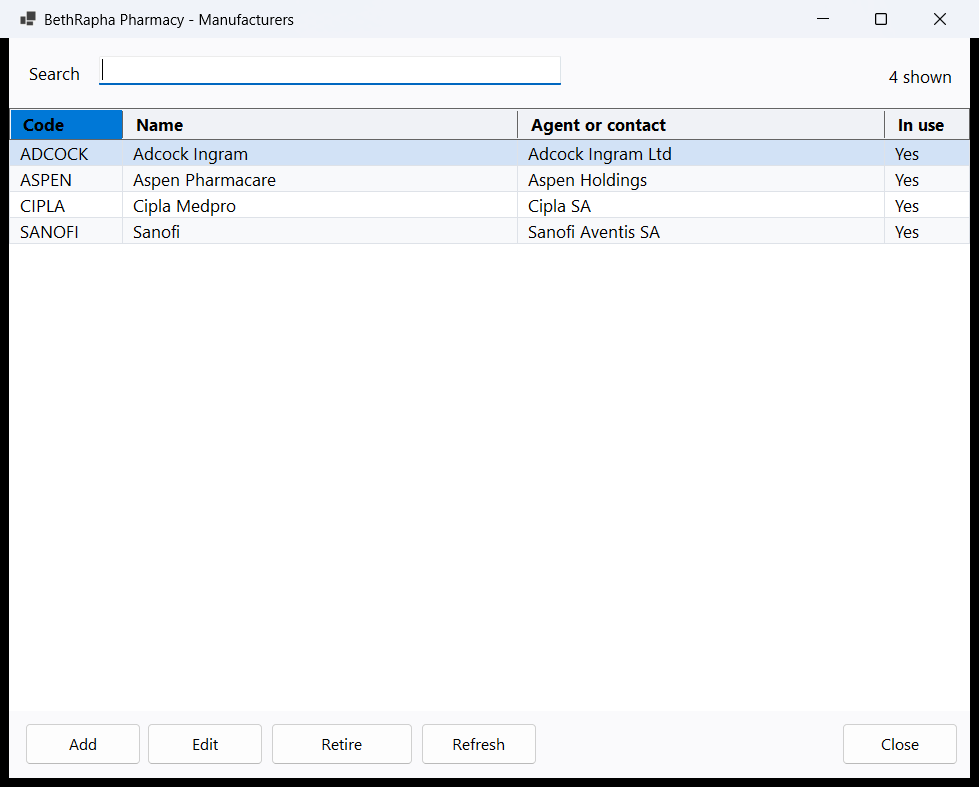 BethRapha Pharmacy - Manufacturers
Search
4 shown
Code Name Agent or contact In use
ADCOCK Adcock Ingram Adcock Ingram Ltd Yes
ASPEN Aspen Pharmacare Aspen Holdings Yes
CIPLA Cipla Medpro Cipla SA Yes
SANOFI Sanofi Sanofi Aventis SA Yes
Add Edit Retire Refresh Close